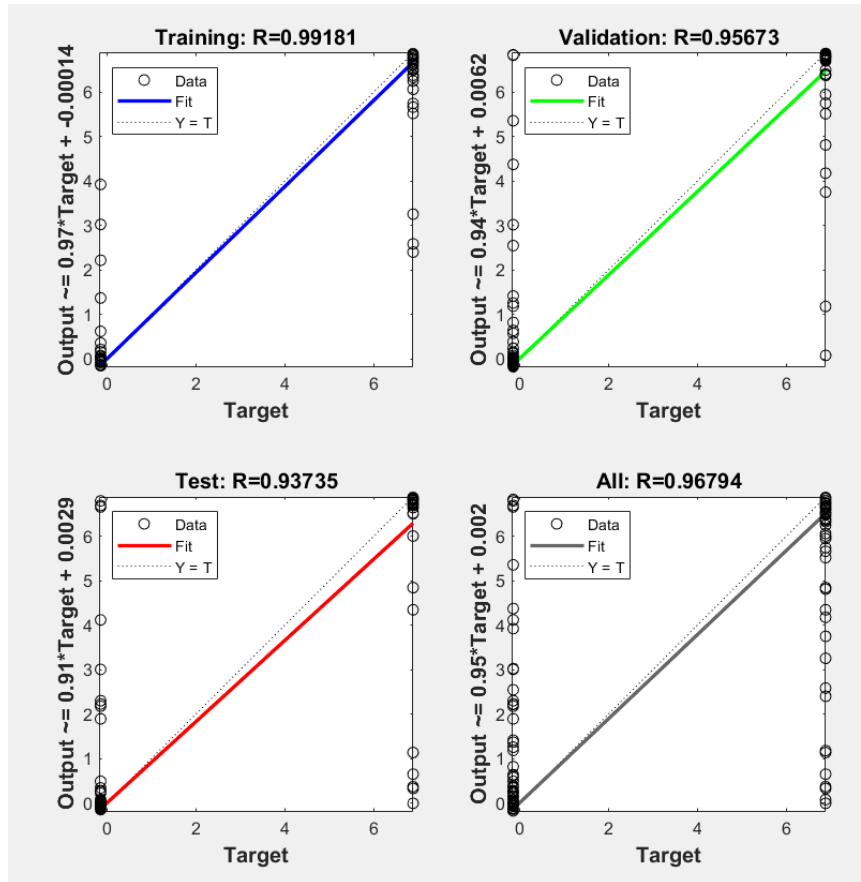 Training: R=0.99181
Output ~= 0.97*Target + -0.00014
6
5
4
3
2
1
0
Data
Fit
Y = T
0 2 4 6
Target
Validation: R=0.95673
Output ~= 0.94*Target + 0.0062
6
5
4
3
2
1
0
Data
Fit
Y = T
0 2 4 6
Target
Test: R=0.93735
Output ~= 0.91*Target + 0.0029
6
5
4
3
2
1
0
Data
Fit
Y = T
0 2 4 6
Target
All: R=0.96794
Output ~= 0.95*Target + 0.002
6
5
4
3
2
1
0
Data
Fit
Y = T
0 2 4 6
Target